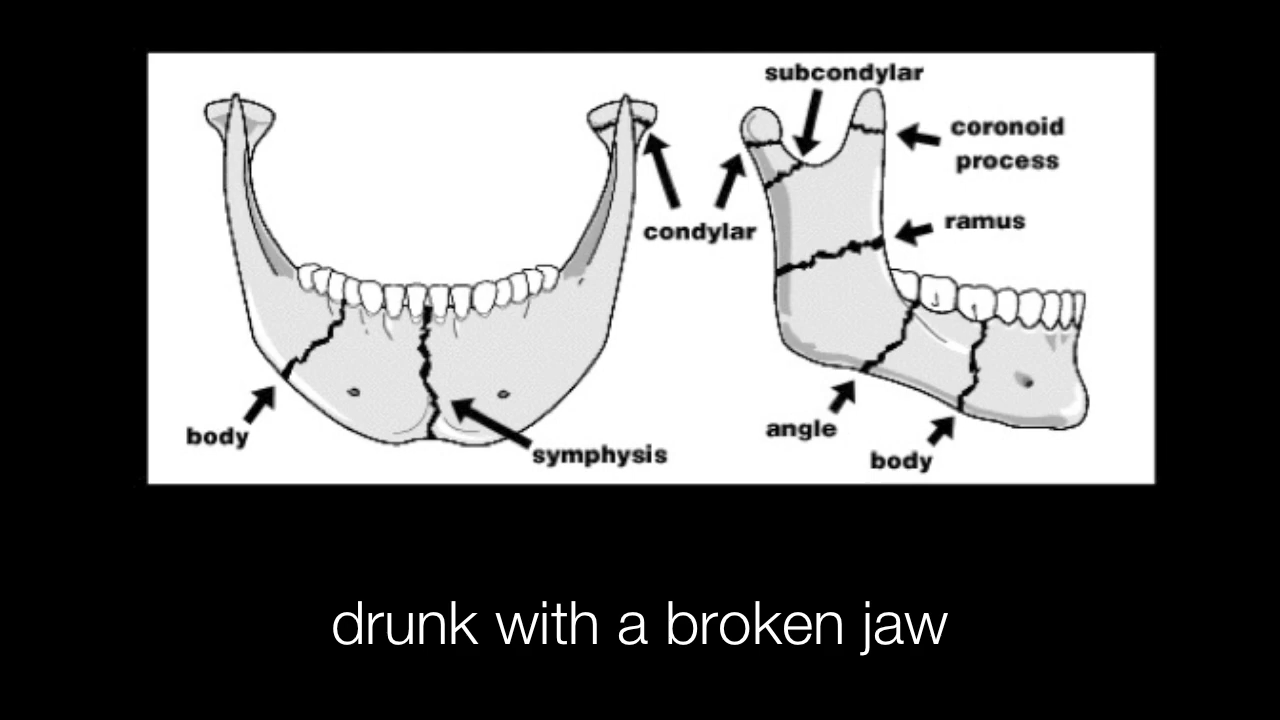 subcondylar
coronoid
process
condylar
ramus
body
symphysis
angle
body
drunk with a broken jaw